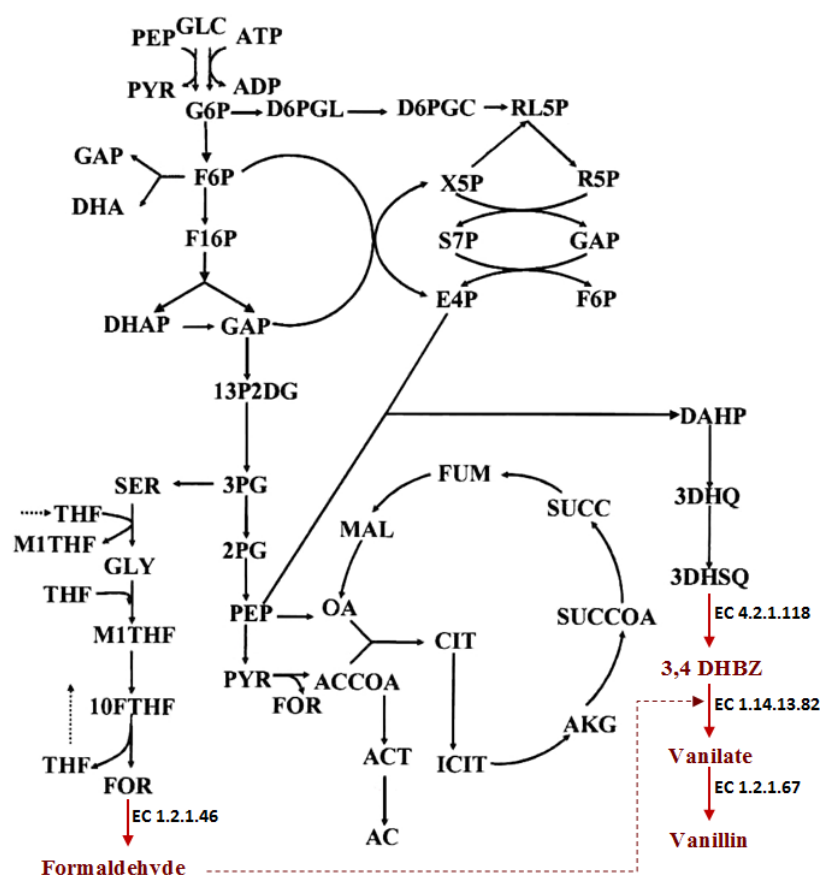 PEP GLC ATP
PYR ADP
G6P D6PGL D6PGC RL5P
GAP
F6P X5P R5P
DHA
F16P S7P GAP
E4P F6P
DHAP GAP
13P2DG
DAHP
SER 3PG FUM
3DHQ
THF SUCC
MAL
M1THF 2PG
GLY 3DHSQ
THF PEP OA SUCCOA EC 4.2.1.118
M1THF CIT
PYR ACCOA 3,4 DHBZ
FOR
10FTHF AKG EC 1.14.13.82
THF ACT ICIT Vanilate
FOR EC 1.2.1.67
EC 1.2.1.46
AC Vanillin
Formaldehyde